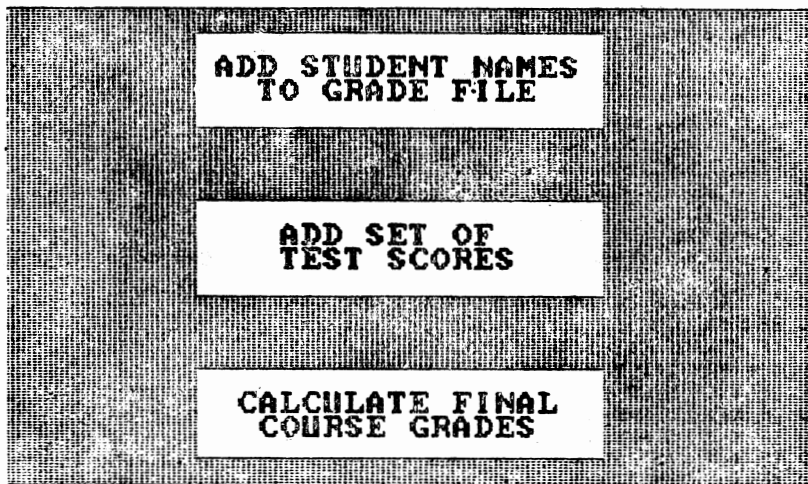 ADD STUDENT NAMES
TO GRADE FILE
ADD SET OF
TEST SCORES
CALCULATE FINAL
COURSE GRADES